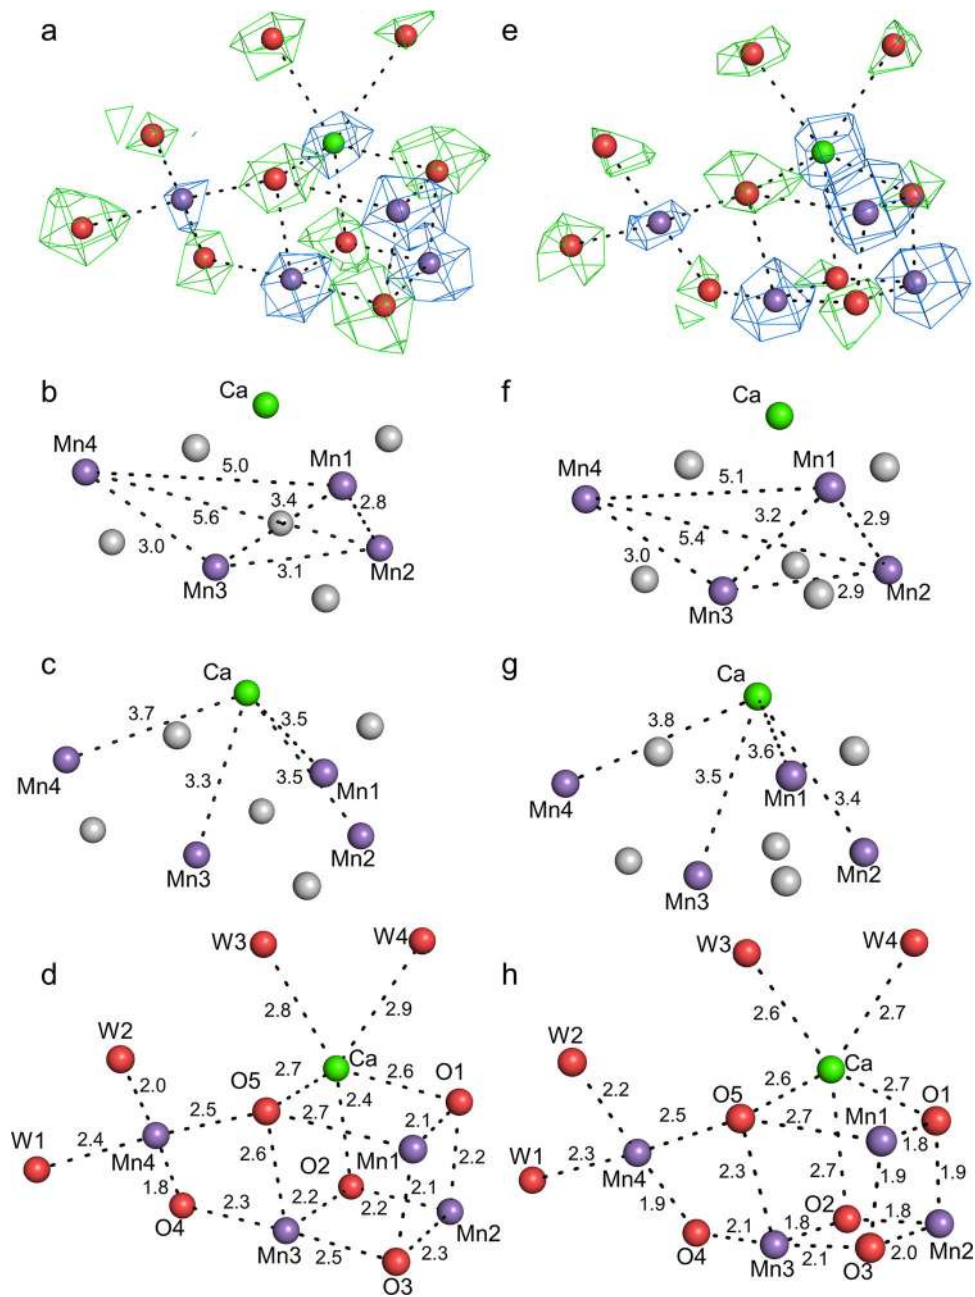 a
e
b
Ca
Mn4
5.0
Mn1
3.4
2.8
5.6
3.0
Mn3
3.1
Mn2
f
Ca
Mn4
5.1
Mn1
3.2
2.9
5.4
3.0
Mn3
2.9
Mn2
c
Ca
3.7
3.5
Mn4
3.3
3.5
Mn1
Mn2
Mn3
g
Ca
3.8
3.6
Mn4
3.5
Mn1
3.4
Mn2
Mn3
d
W3
W4
2.8
2.9
W2
Ca
2.0
O5
2.7
2.4
2.6
O1
W1
2.4
2.5
2.7
2.1
Mn4
2.6
O2
Mn1
2.2
1.8
2.3
2.2
2.2
2.1
O4
Mn3
2.5
2.3
Mn2
O3
h
W3
W4
2.6
2.7
W2
Ca
2.2
O5
2.6
2.7
O1
W1
2.3
2.5
2.7
Mn1
1.8
Mn4
2.3
2.7
1.9
1.9
1.9
O2
2.1
1.8
1.8
O4
Mn3
2.1
O3
2.0
Mn2